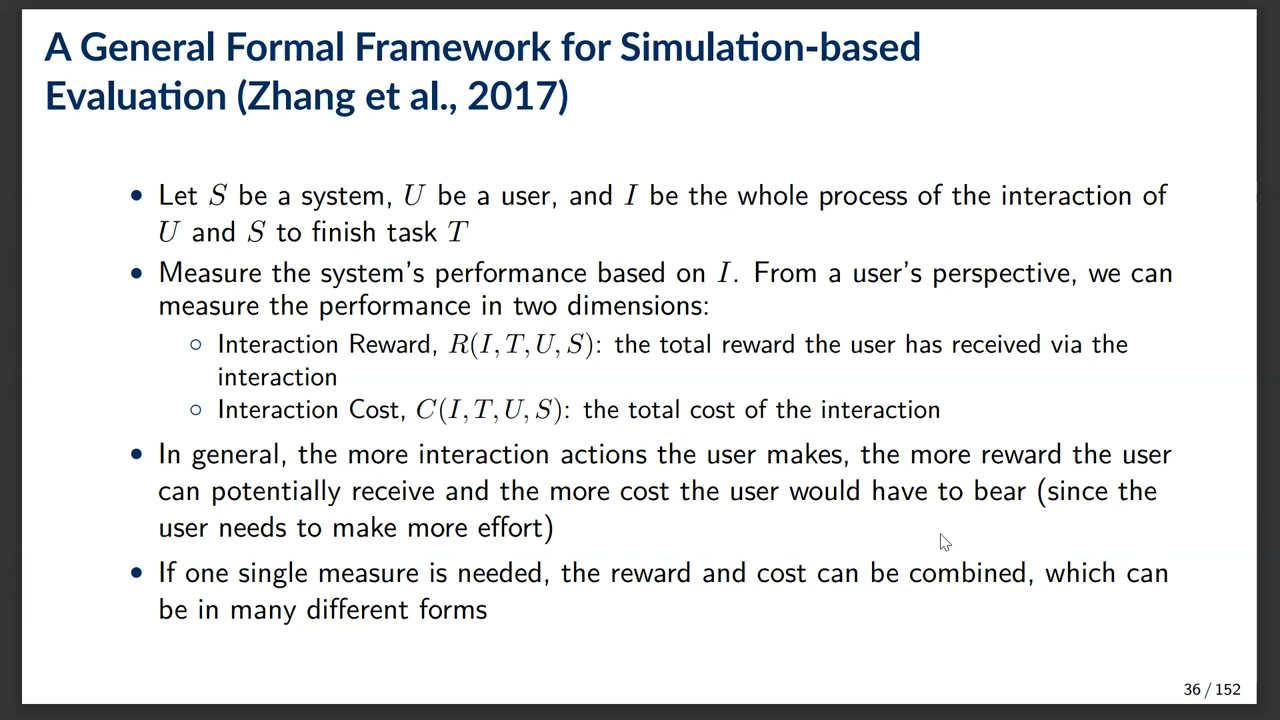 A General Formal Framework for Simulation-based
Evaluation (Zhang et al., 2017)
• Let S be a system, U be a user, and I be the whole process of the interaction of
U and S to finish task T
• Measure the system's performance based on I. From a user's perspective, we can
measure the performance in two dimensions:
○ Interaction Reward, R(I, T, U, S): the total reward the user has received via the
interaction
○ Interaction Cost, C(I, T, U, S): the total cost of the interaction
• In general, the more interaction actions the user makes, the more reward the user
can potentially receive and the more cost the user would have to bear (since the
user needs to make more effort)
• If one single measure is needed, the reward and cost can be combined, which can
be in many different forms
36 / 152